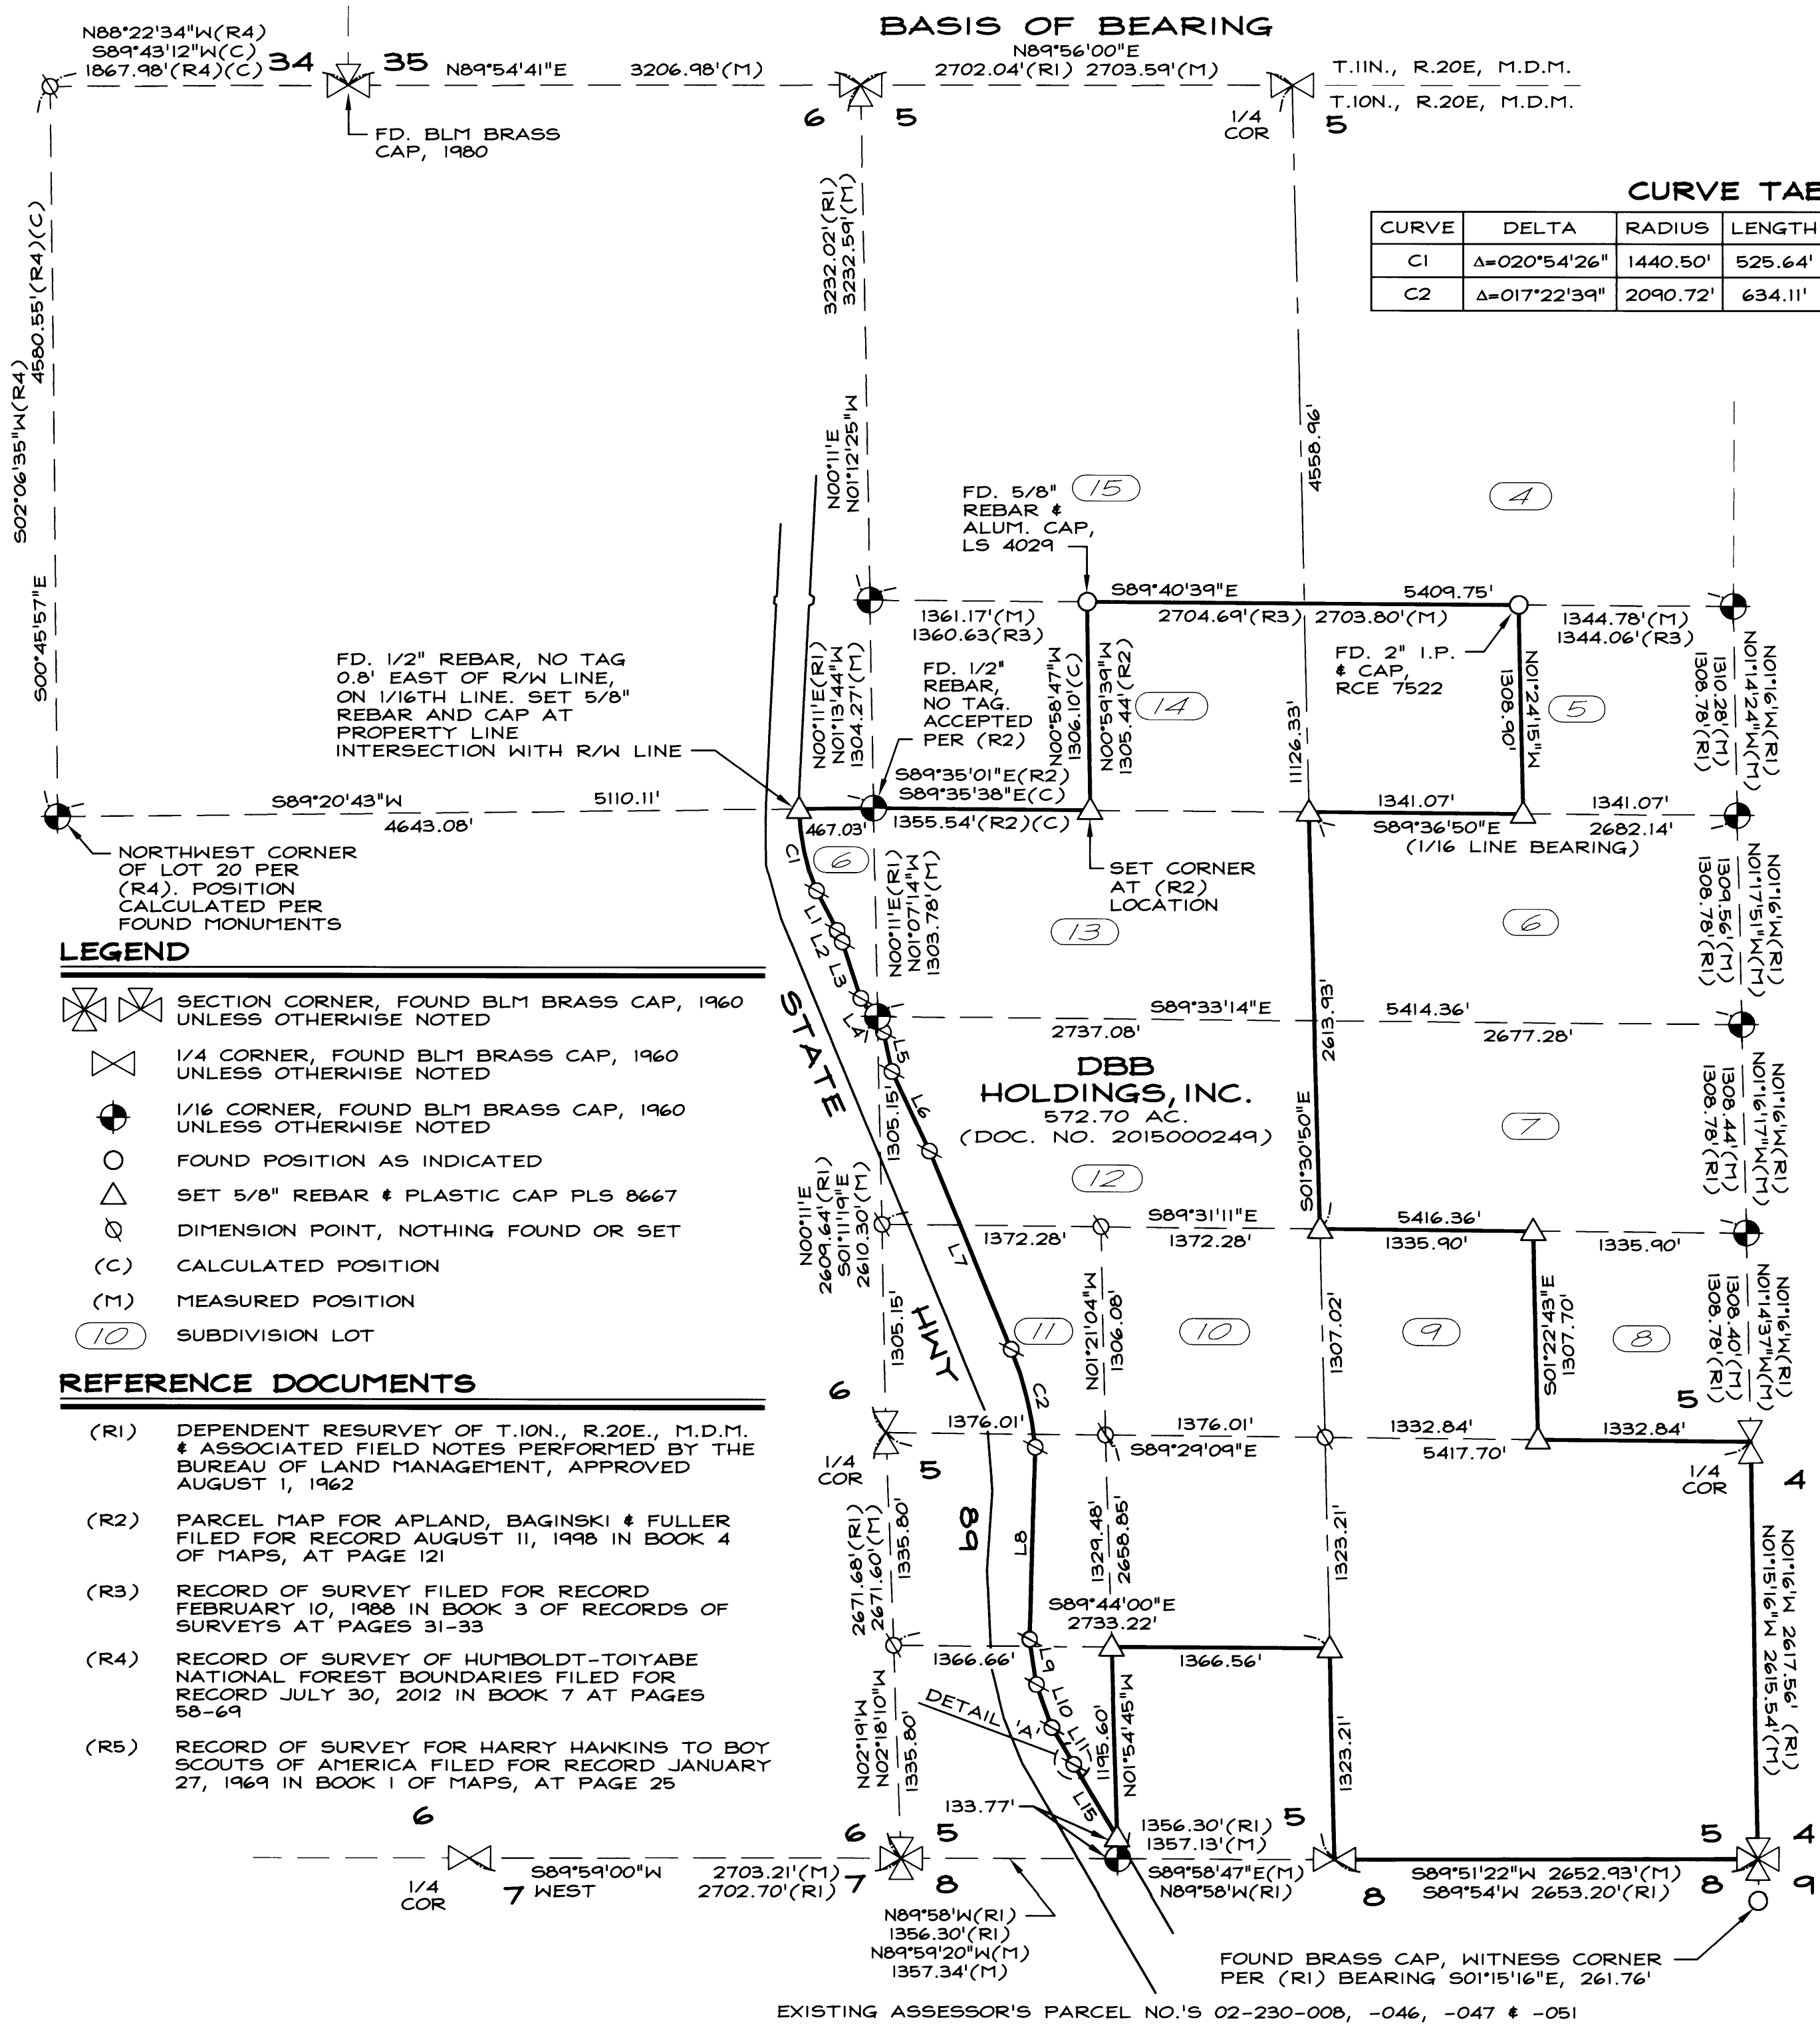 BASIS OF BEARING
N88°22'34"W(R4)
S89°43'12"W(C)
1867.98'(R4)(C)
34
35
N89°54'41"E 3206.98'(M)
N89°56'00"E
2702.04'(R1) 2703.59'(M)
T.11N., R.20E, M.D.M.
T.10N., R.20E, M.D.M.
FD. BLM BRASS
CAP, 1980
6
5
1/4
COR
5
CURVE TAB
CURVE DELTA RADIUS LENGTH
C1 Δ=020°54'26" 1440.50' 525.64'
C2 Δ=017°22'39" 2090.72' 634.11'
S02°06'35"W(R4)
4580.55'(R4)(C)
S00°45'57"E
3232.02'(R1)
3232.59'(M)
N00°11'E
N01°12'25"W
4558.96'
11126.33'
FD. 5/8"
REBAR &
ALUM. CAP,
LS 4029
15
4
S89°40'39"E 5409.75'
1361.17'(M)
1360.63(R3)
2704.69'(R3) 2703.80'(M)
1344.78'(M)
1344.06'(R3)
FD. 1/2" REBAR, NO TAG
0.8' EAST OF R/W LINE,
ON 1/16TH LINE. SET 5/8"
REBAR AND CAP AT
PROPERTY LINE
INTERSECTION WITH R/W LINE
N00°11'E(R1)
N01°13'44"W
1304.27'(M)
FD. 1/2"
REBAR,
NO TAG.
ACCEPTED
PER (R2)
N00°58'47"W
1306.10'(C)
N00°59'39"W
1305.44'(R2)
14
FD. 2" I.P.
& CAP,
RCE 7522
N01°24'15"W
1308.90'
5
N01°16'W(R1)
N01°14'24"W(M)
1310.28'(M)
1308.78'(R1)
S89°35'01"E(R2)
S89°35'38"E(C)
S89°20'43"W 5110.11'
4643.08'
467.03'
1355.54'(R2)(C)
1341.07'
S89°36'50"E
(1/16 LINE BEARING)
1341.07'
2682.14'
NORTHWEST CORNER
OF LOT 20 PER
(R4). POSITION
CALCULATED PER
FOUND MONUMENTS
C1
6
L1
L2
L3
L4
L5
L6
L7
SET CORNER
AT (R2)
LOCATION
N00°11'E(R1)
N01°07'14"W
1303.78'(M)
13
6
N01°16'W(R1)
N01°17'51"W(M)
1309.56'(M)
1308.78'(R1)
LEGEND
SECTION CORNER, FOUND BLM BRASS CAP, 1960
UNLESS OTHERWISE NOTED
1/4 CORNER, FOUND BLM BRASS CAP, 1960
UNLESS OTHERWISE NOTED
1/16 CORNER, FOUND BLM BRASS CAP, 1960
UNLESS OTHERWISE NOTED
FOUND POSITION AS INDICATED
SET 5/8" REBAR & PLASTIC CAP PLS 8667
DIMENSION POINT, NOTHING FOUND OR SET
(C) CALCULATED POSITION
(M) MEASURED POSITION
10 SUBDIVISION LOT
STATE
HWY
89
S89°33'14"E 5414.36'
2737.08'
2677.28'
2613.93'
S01°30'50"E
DBB
HOLDINGS, INC.
572.70 AC.
(DOC. NO. 2015000249)
12
7
N01°16'W(R1)
N01°16'17"W(M)
1308.44'(M)
1308.78'(R1)
1305.15'
N00°11'E
2609.64'(R1)
S01°11'19"E
2610.30'(M)
1305.15'
S89°31'11"E 5416.36'
1372.28'
1372.28'
1335.90'
1335.90'
11
N01°21'04"W
1306.08'
10
1307.02'
9
S01°22'43"E
1307.70'
8
N01°16'W(R1)
N01°14'37"W(M)
1308.40'(M)
1308.78'(R1)
REFERENCE DOCUMENTS
(R1) DEPENDENT RESURVEY OF T.10N., R.20E., M.D.M.
& ASSOCIATED FIELD NOTES PERFORMED BY THE
BUREAU OF LAND MANAGEMENT, APPROVED
AUGUST 1, 1962
(R2) PARCEL MAP FOR APLAND, BAGINSKI & FULLER
FILED FOR RECORD AUGUST 11, 1998 IN BOOK 4
OF MAPS, AT PAGE 121
(R3) RECORD OF SURVEY FILED FOR RECORD
FEBRUARY 10, 1988 IN BOOK 3 OF RECORDS OF
SURVEYS AT PAGES 31-33
(R4) RECORD OF SURVEY OF HUMBOLDT-TOIYABE
NATIONAL FOREST BOUNDARIES FILED FOR
RECORD JULY 30, 2012 IN BOOK 7 AT PAGES
58-69
(R5) RECORD OF SURVEY FOR HARRY HAWKINS TO BOY
SCOUTS OF AMERICA FILED FOR RECORD JANUARY
27, 1969 IN BOOK 1 OF MAPS, AT PAGE 25
6
1/4
COR
5
C2
1376.01'
1376.01'
S89°29'09"E
1332.84'
5417.70'
1332.84'
5
1/4
COR
4
2671.68'(R1)
2671.60'(M)
1335.80'
L8
1329.48'
2658.85'
1323.21'
N01°16'W 2617.56' (R1)
N01°15'16"W 2615.54'(M)
S89°44'00"E
2733.22'
1366.66'
1366.56'
L9
L10
L11
L15
DETAIL 'A'
N02°19'W
N02°18'10"W
1335.80'
N01°54'45"W
1195.60'
1323.21'
133.77'
6
1/4
COR
7
S89°59'00"W 2703.21'(M)
WEST 2702.70'(R1)
6
5
7
8
1356.30'(R1)
1357.13'(M)
S89°58'47"E(M)
N89°58'W(R1)
5
8
S89°51'22"W 2652.93'(M)
S89°54'W 2653.20'(R1)
5
4
8
9
N89°58'W(R1)
1356.30'(R1)
N89°59'20"W(M)
1357.34'(M)
FOUND BRASS CAP, WITNESS CORNER
PER (R1) BEARING S01°15'16"E, 261.76'
EXISTING ASSESSOR'S PARCEL NO.'S 02-230-008, -046, -047 & -051